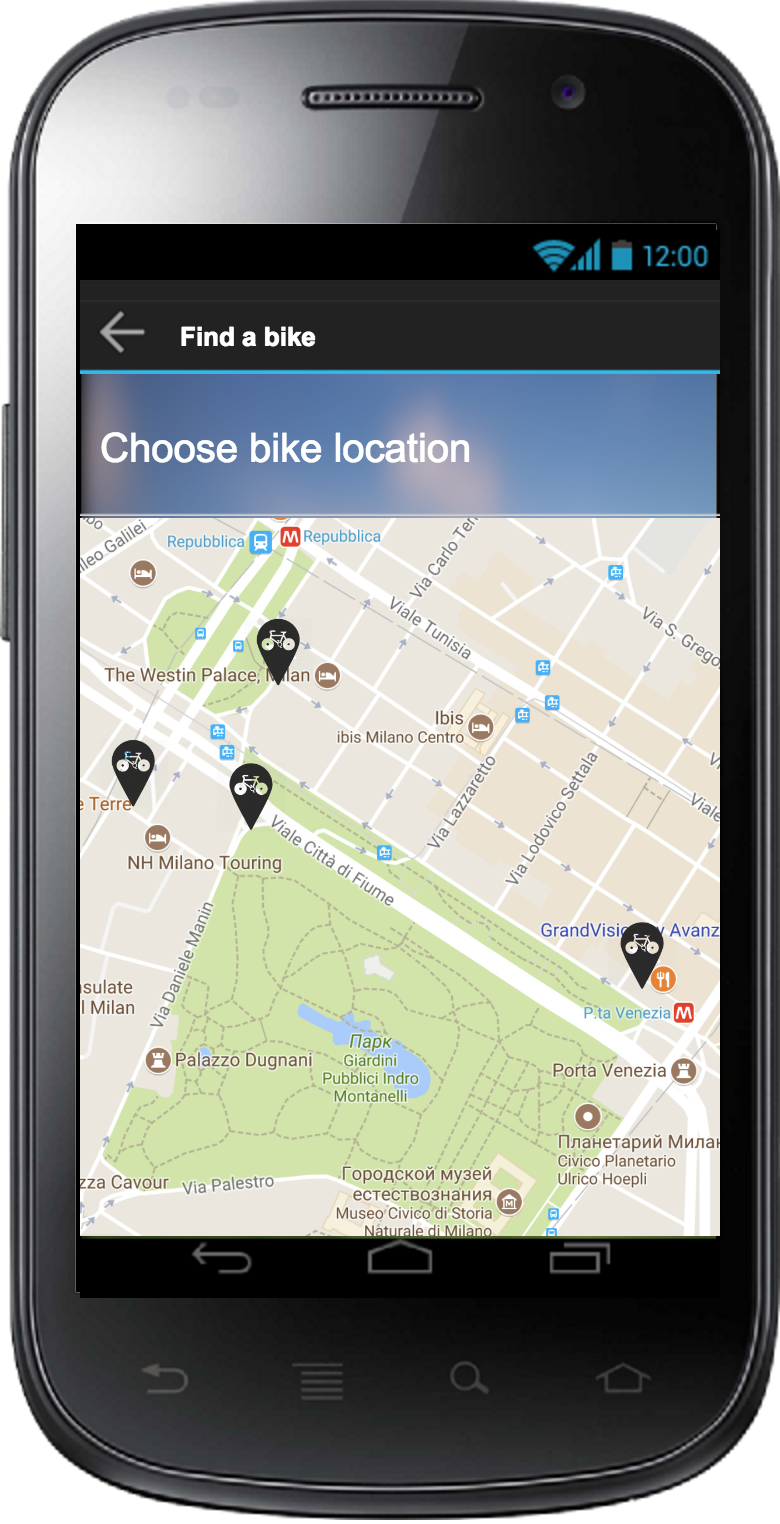 12:00
Find a bike
Choose bike location
Repubblica
Repubblica
leo Galilei
Via Carlo Ten
Viale Tunisia
Via S. Grego
The Westin Palace, Milan
Ibis
ibis Milano Centro
Via Lazzaretto
Via Lodovico Settala
Viale
e Terre
NH Milano Touring
Viale Città di Fiume
GrandVision by Avanz
Via Daniele Manin
nsulate
l Milan
P.ta Venezia
Парк
Giardini
Pubblici Indro
Montanelli
Palazzo Dugnani
Porta Venezia
Планетарий Милан
Civico Planetario
Ulrico Hoepli
zza Cavour
Via Palestro
Городской музей
естествознания
Museo Civico di Storia
Naturale di Milano